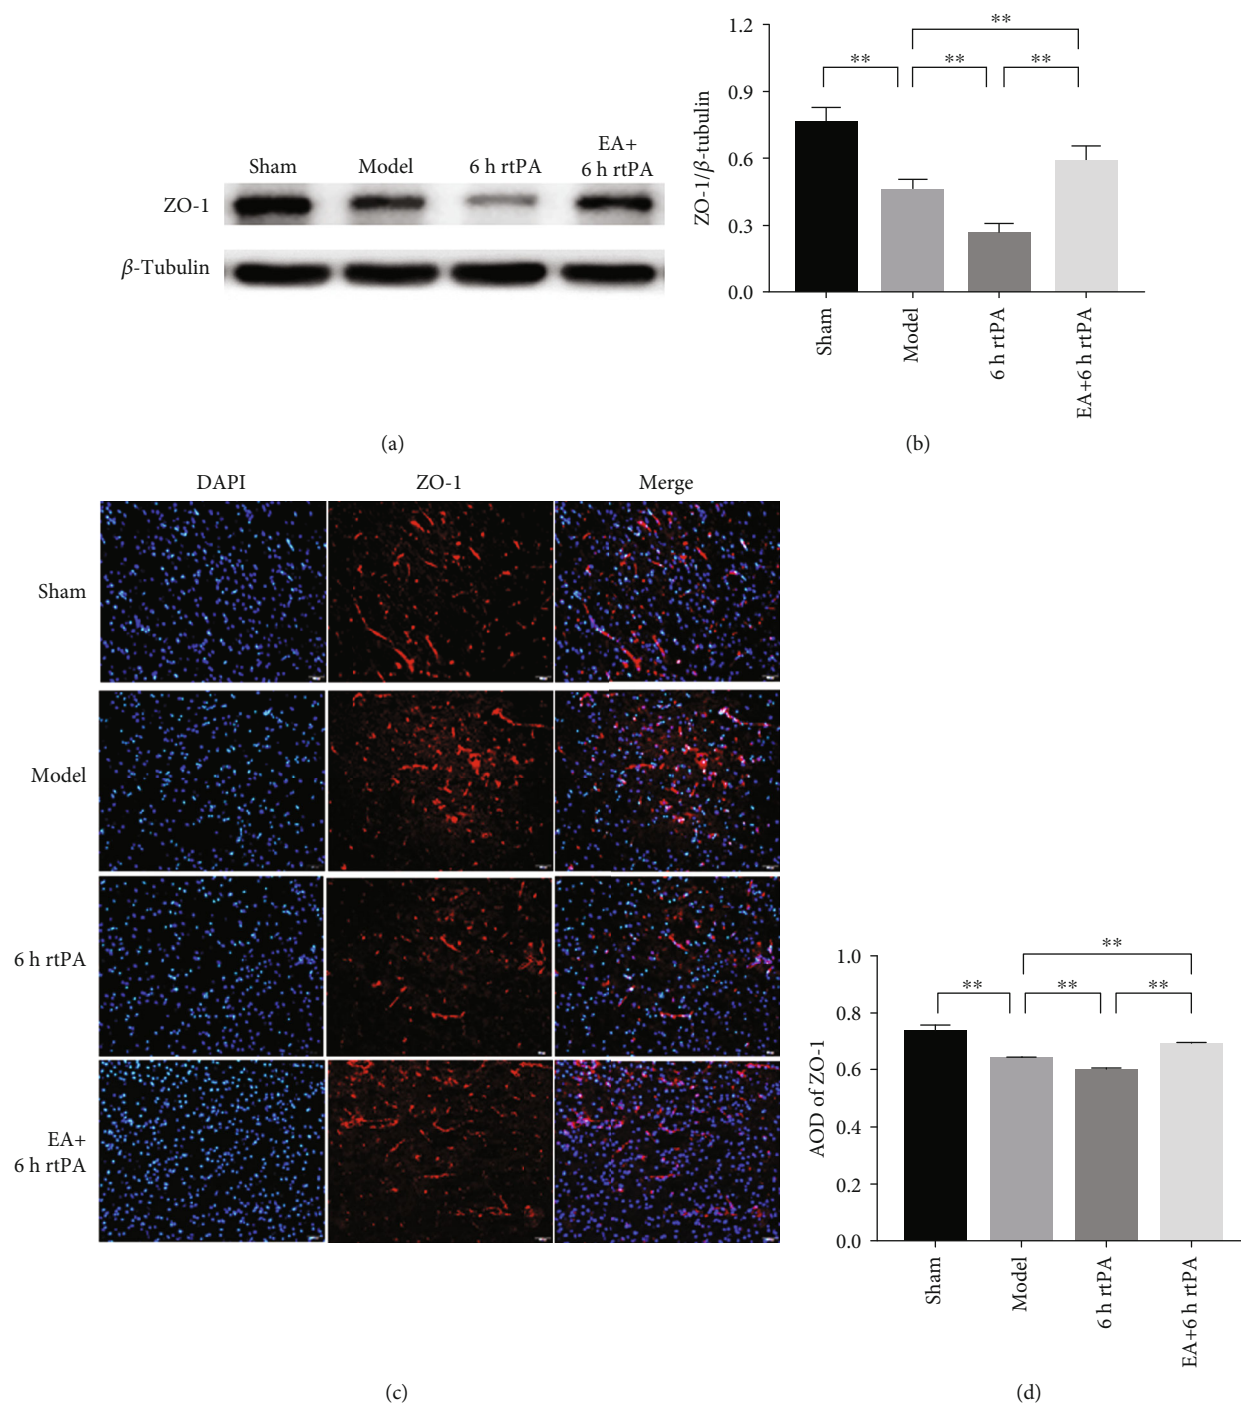 Sham
Model
6 h rtPA
EA+
6 h rtPA
ZO-1
β-Tubulin
(a)
ZO-1/β-tubulin
1.2
0.9
0.6
0.3
0.0
**
**
**
**
Sham
Model
6 h rtPA
EA+6 h rtPA
(b)
DAPI
ZO-1
Merge
Sham
Model
6 h rtPA
EA+
6 h rtPA
(c)
AOD of ZO-1
1.0
0.8
0.6
0.4
0.2
0.0
**
**
**
**
Sham
Model
6 h rtPA
EA+6 h rtPA
(d)